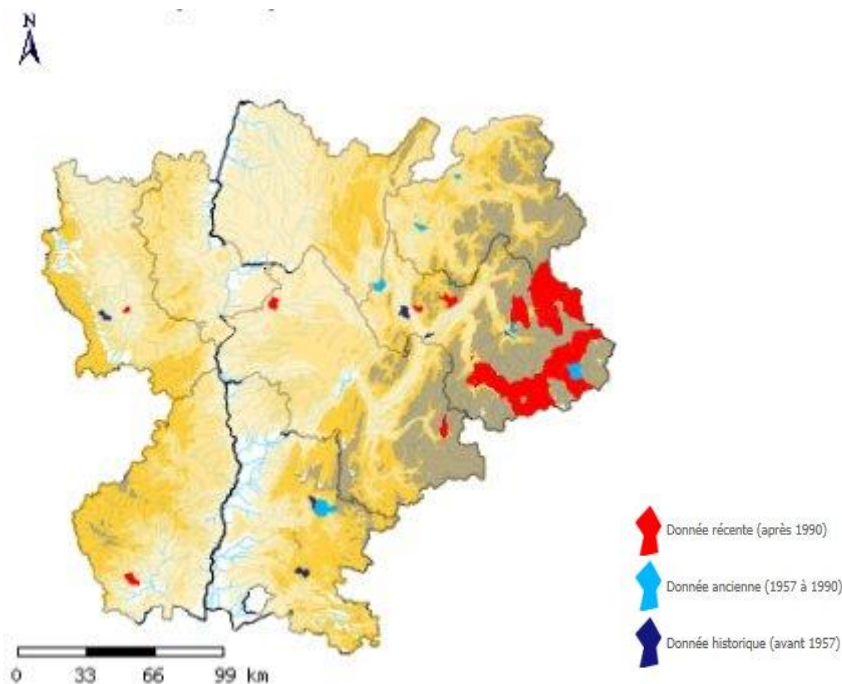 N
Donnée récente (après 1990)
Donnée ancienne (1957 à 1990)
Donnée historique (avant 1957)
0 33 66 99 km